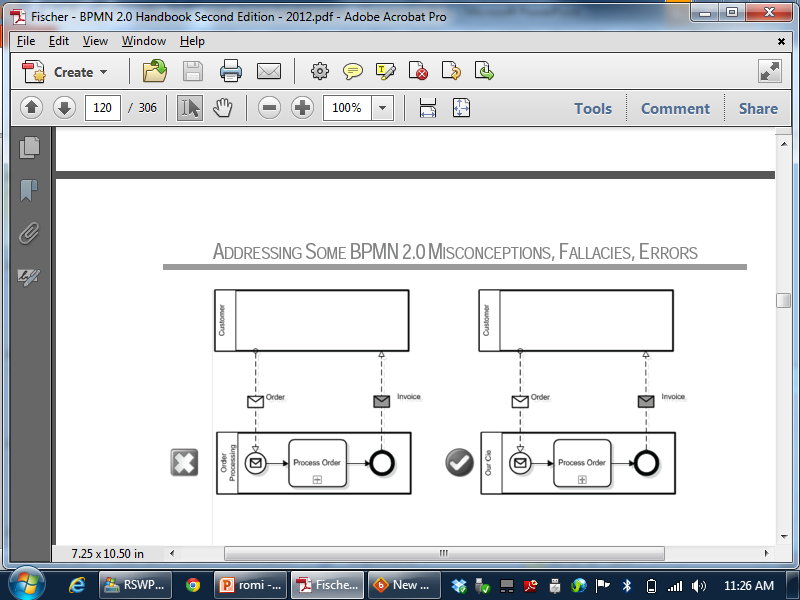 Fischer - BPMN 2.0 Handbook Second Edition - 2012.pdf - Adobe Acrobat Pro
File Edit View Window Help
Create
120 / 306 100% Tools Comment Share
ADDRESSING SOME BPMN 2.0 MISCONCEPTIONS, FALLACIES, ERRORS
Customer
Customer
Order Invoice Order Invoice
Order Processing
Process Order
Our Cie
Process Order
7.25 x 10.50 in
RSWP... romi -... Fische... New ... 11:26 AM